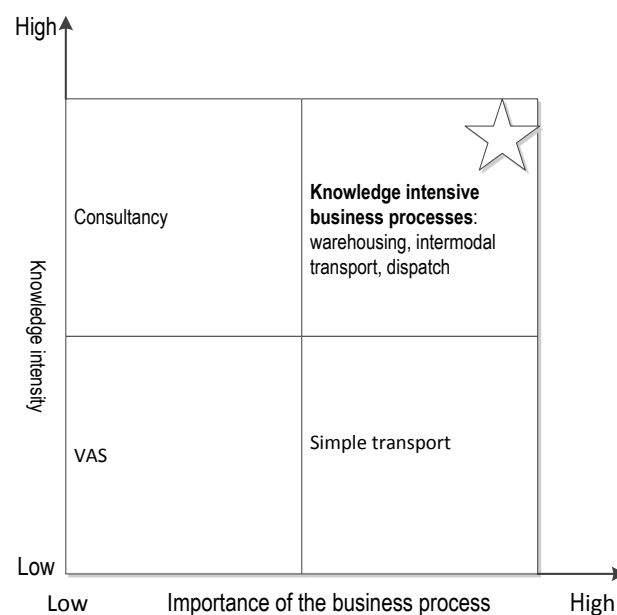 High
Consultancy
Knowledge intensive
business processes:
warehousing, intermodal
transport, dispatch
Knowledge intensity
VAS
Simple transport
Low
Low
Importance of the business process
High